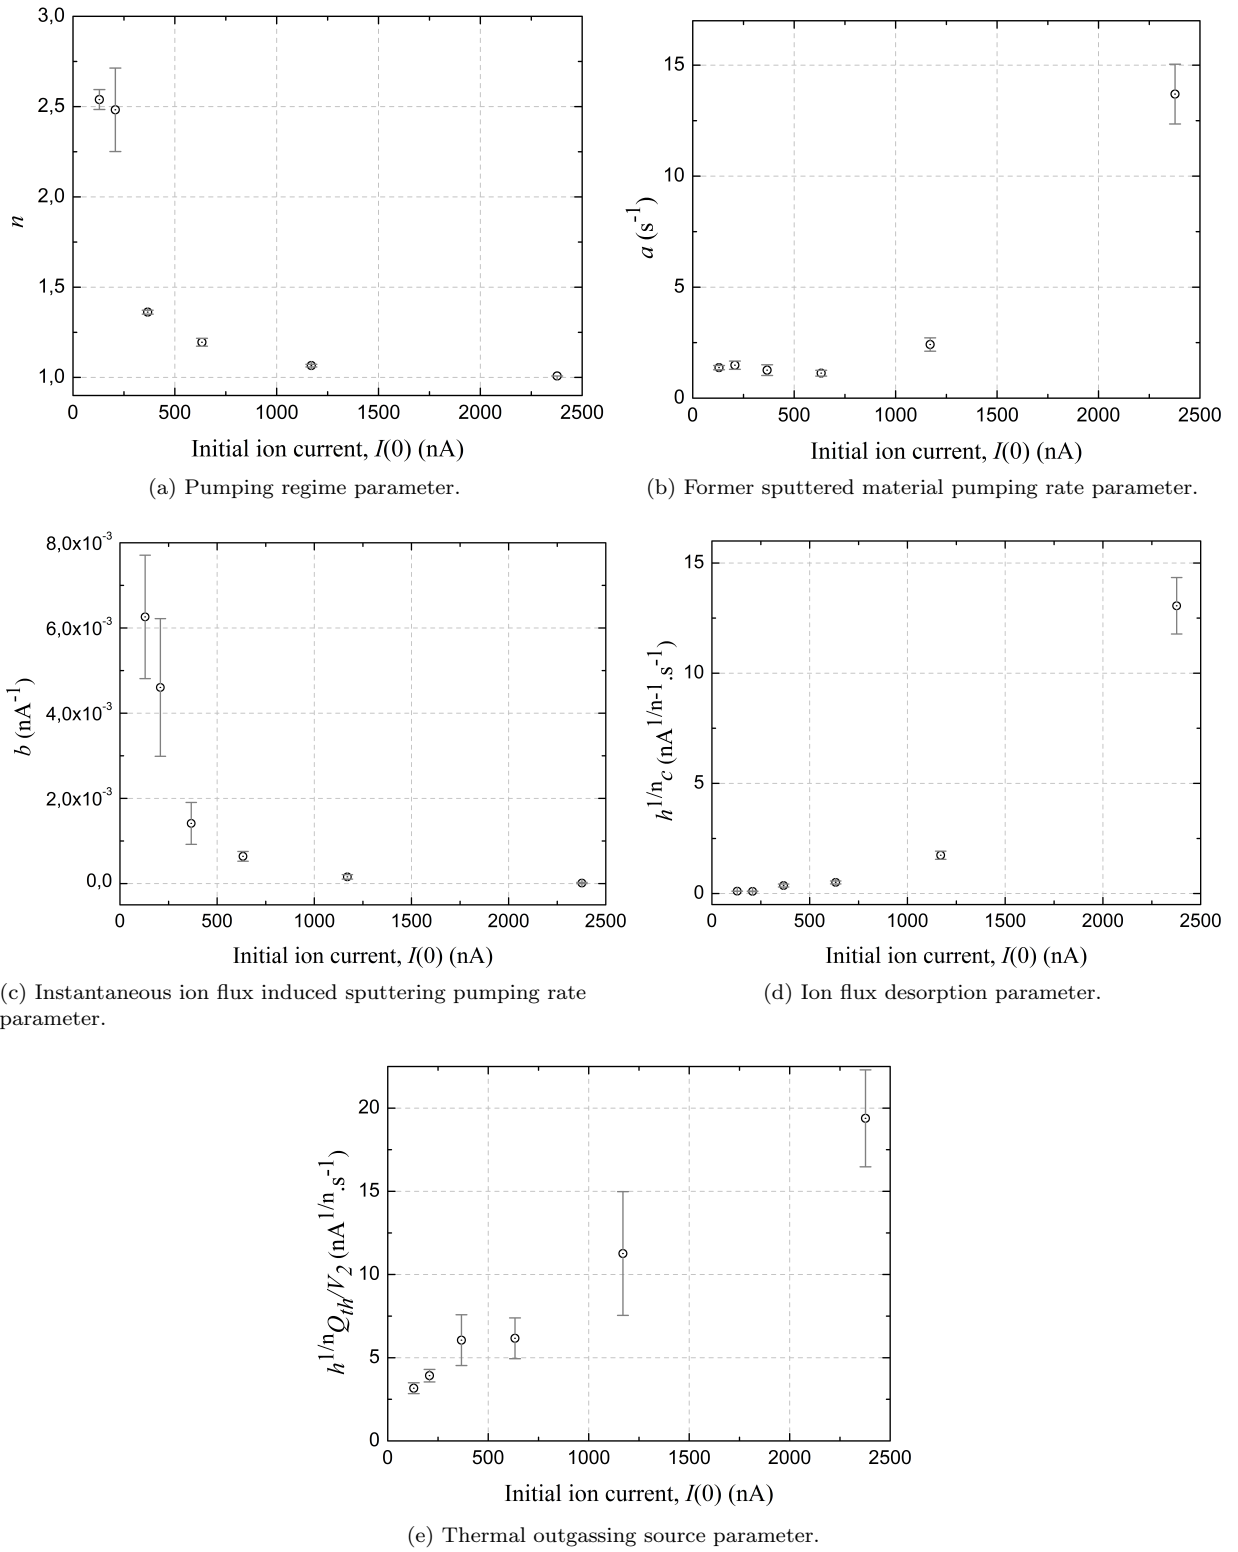 3,0
2,5
2,0
1,5
1,0
n
0 500 1000 1500 2000 2500
Initial ion current, I(0) (nA)
(a) Pumping regime parameter.
15
10
5
0
a (s-1)
0 500 1000 1500 2000 2500
Initial ion current, I(0) (nA)
(b) Former sputtered material pumping rate parameter.
8,0x10-3
6,0x10-3
4,0x10-3
2,0x10-3
0,0
b (nA-1)
0 500 1000 1500 2000 2500
Initial ion current, I(0) (nA)
(c) Instantaneous ion flux induced sputtering pumping rate
parameter.
15
10
5
0
h1/nc (nA1/n-1.s-1)
0 500 1000 1500 2000 2500
Initial ion current, I(0) (nA)
(d) Ion flux desorption parameter.
20
15
10
5
0
h1/nQth/V2 (nA1/n.s-1)
0 500 1000 1500 2000 2500
Initial ion current, I(0) (nA)
(e) Thermal outgassing source parameter.